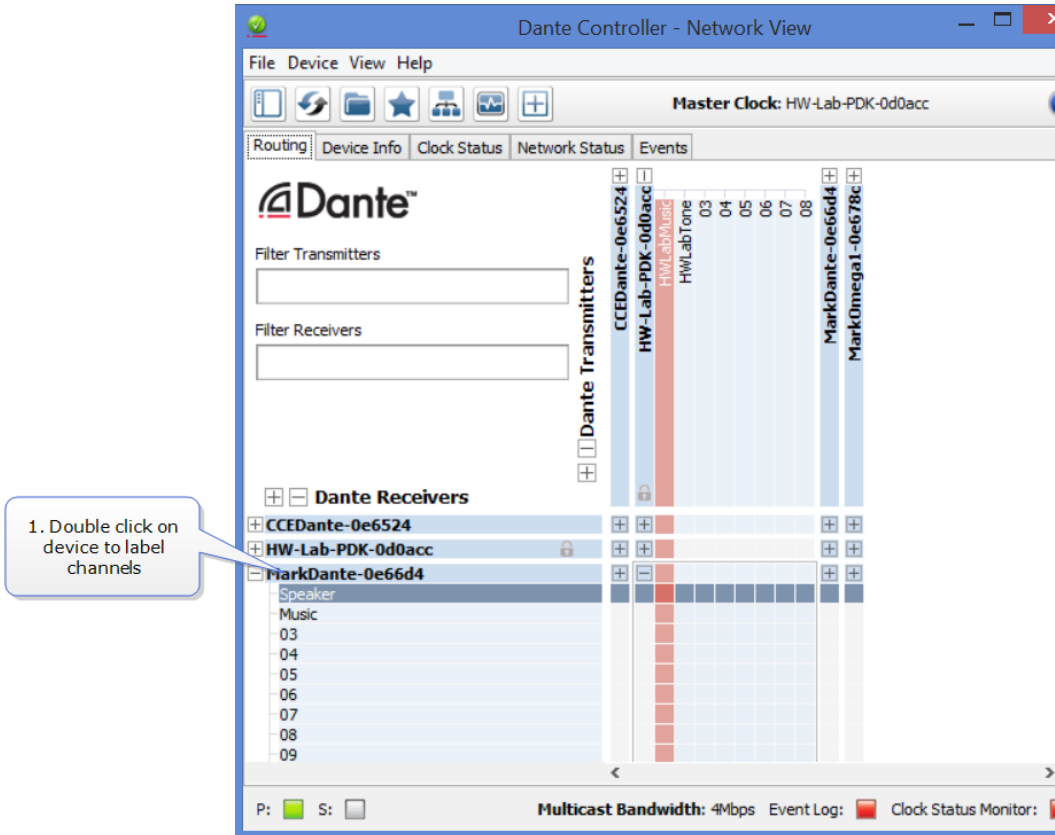 Dante Controller - Network View
File Device View Help
Master Clock: HW-Lab-PDK-0d0acc
Routing Device Info Clock Status Network Status Events
Dante™
Filter Transmitters
Filter Receivers
Dante Transmitters
CCEDante-0e6524
HW-Lab-PDK-0d0acc
HWLabMusic
HWLabTone
03
04
05
06
07
08
MarkDante-0e66d4
MarkOmega1-0e678c
Dante Receivers
CCEDante-0e6524
HW-Lab-PDK-0d0acc
MarkDante-0e66d4
Speaker
Music
03
04
05
06
07
08
09
1. Double click on
device to label
channels
P: S: Multicast Bandwidth: 4Mbps Event Log: Clock Status Monitor: